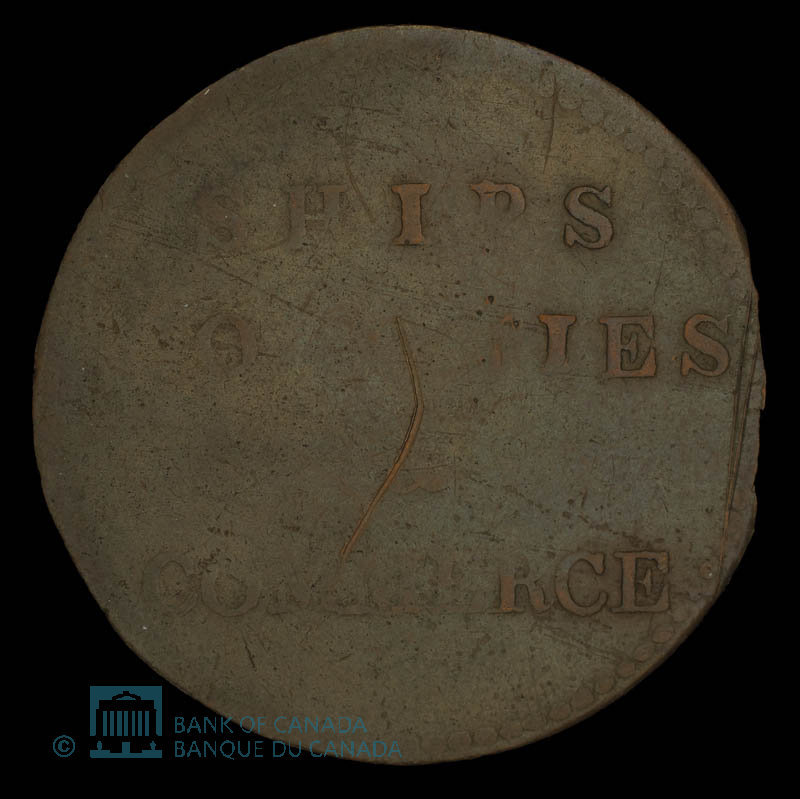 SHIPS
COMMERCE
© BANK OF CANADA
BANQUE DU CANADA